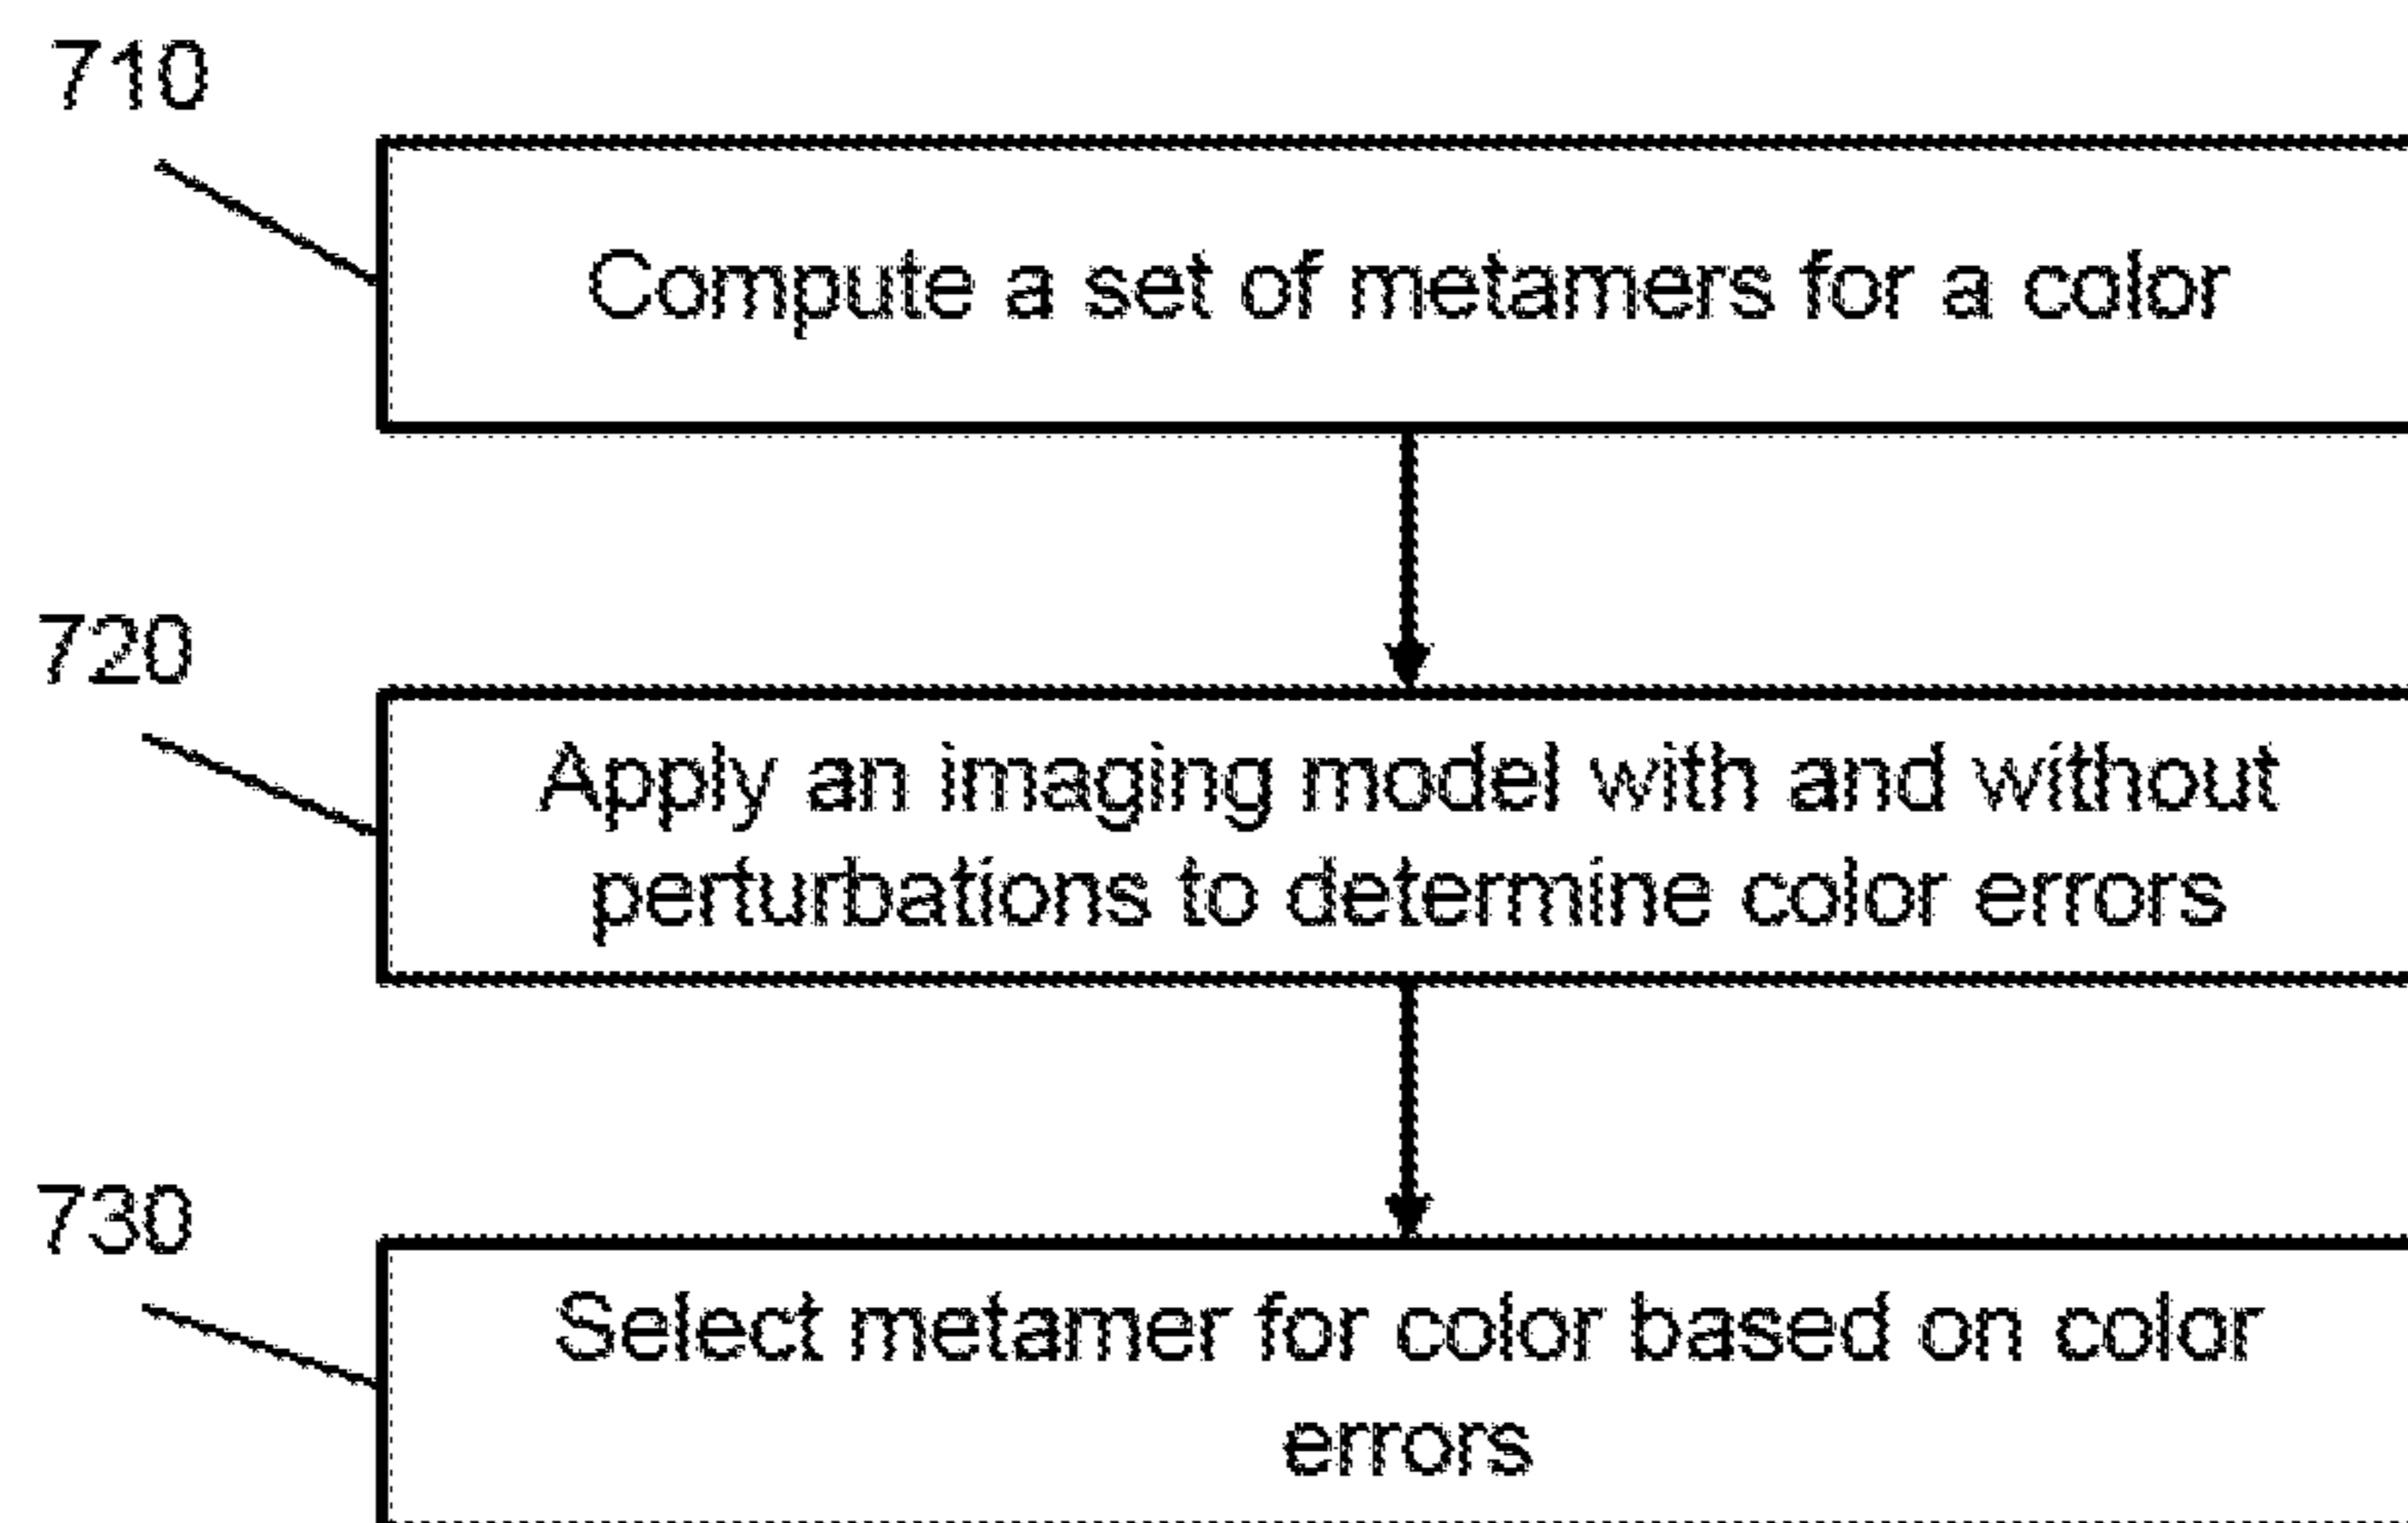 710
Compute a set of metamers for a color
720
Apply an imaging model with and without
perturbations to determine color errors
730
Select metamer for color based on color
errors